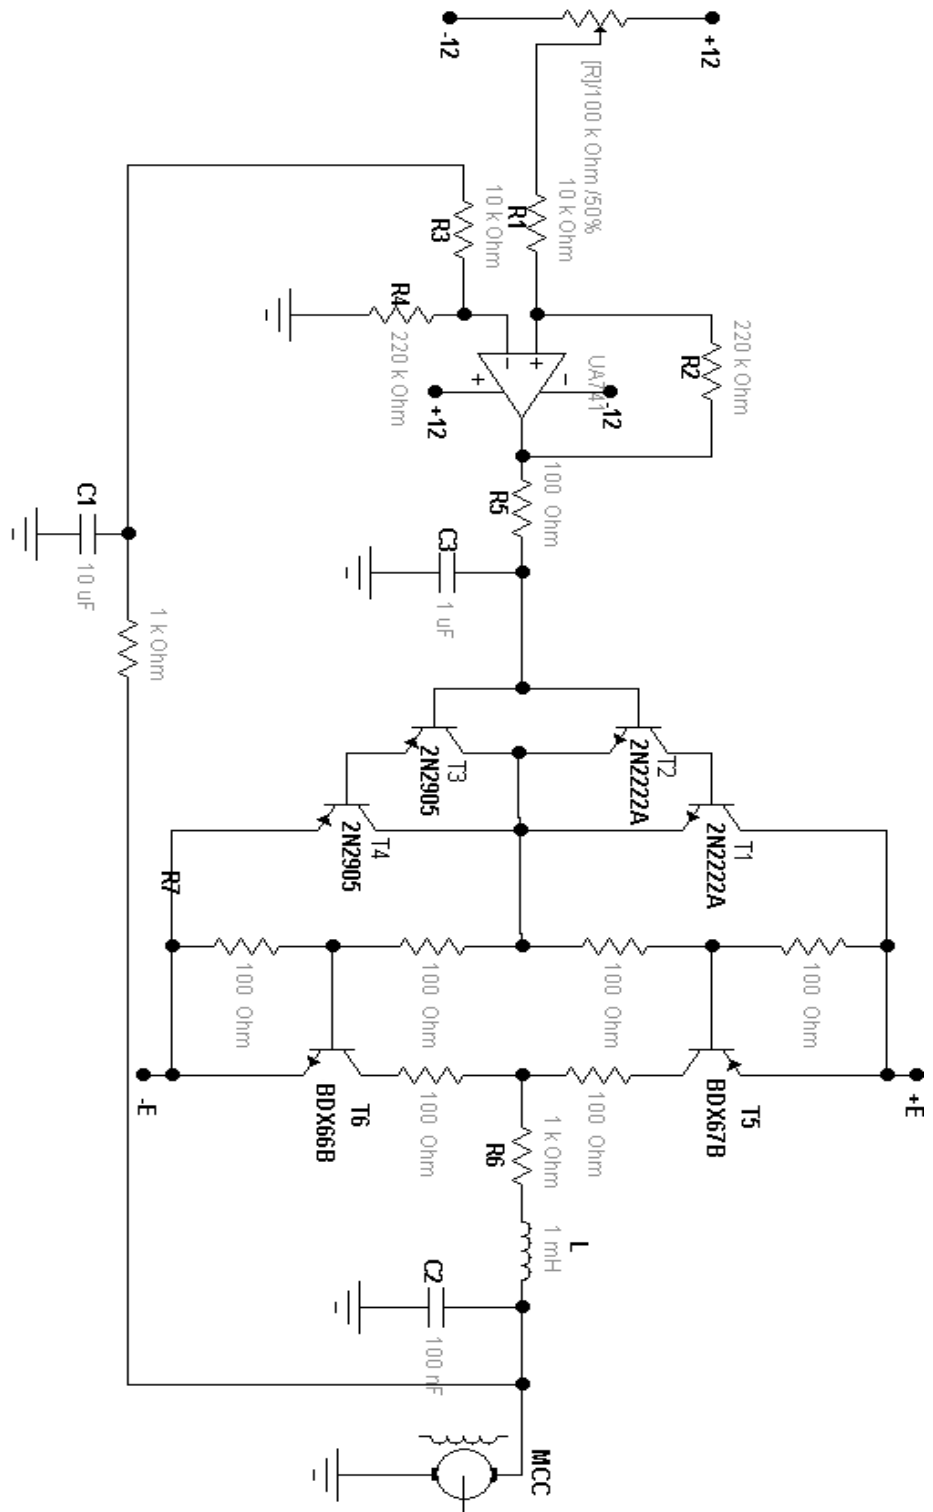 -12
+12
[R]/100 k Ohm /50%
R1
10 k Ohm
R3
10 k Ohm
R4
220 k Ohm
R2
220 k Ohm
+
-
+
-
UA741
+12
-12
R5
100 Ohm
C1
10 uF
C3
1 uF
1 k Ohm
T3
2N2905
T2
2N2222A
T4
2N2905
T1
2N2222A
R7
100 Ohm
100 Ohm
100 Ohm
100 Ohm
-E
T6
BDX66B
100 Ohm
100 Ohm
T5
BDX67B
+E
R6
1 k Ohm
L
1 mH
C2
100 nF
MCC